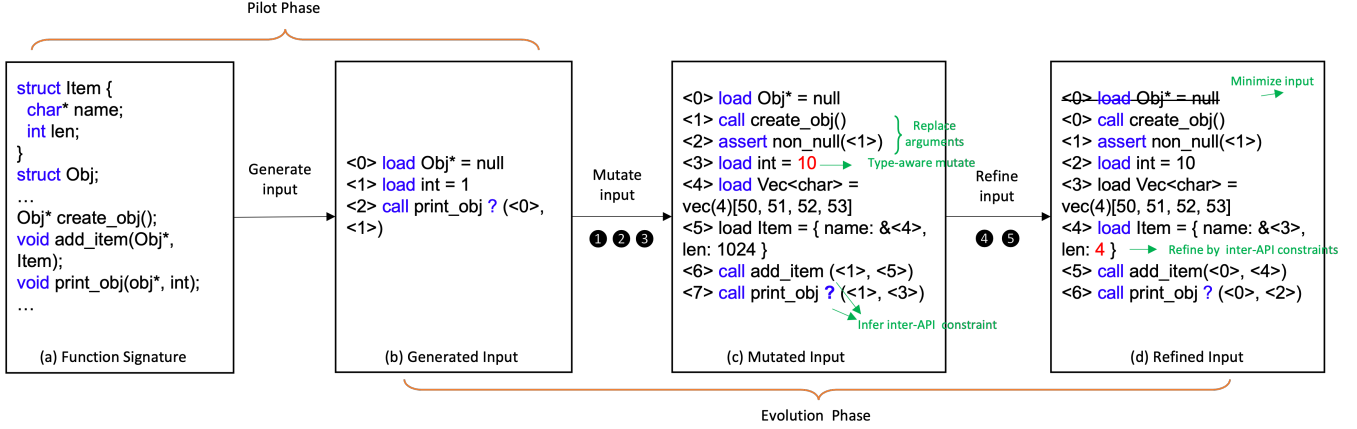 Pilot Phase
struct Item {
char* name;
int len;
}
struct Obj;
...
Obj* create_obj();
void add_item(Obj*,
Item);
void print_obj(obj*, int);
...
(a) Function Signature
Generate
input
<0> load Obj* = null
<1> load int = 1
<2> call print_obj ? (<0>,
<1>)
(b) Generated Input
Mutate
input
❶ ❷ ❸
<0> load Obj* = null
<1> call create_obj()
<2> assert non_null(<1>)
Replace
arguments
<3> load int = 10
Type-aware mutate
<4> load Vec<char> =
vec(4)[50, 51, 52, 53]
<5> load Item = { name: &<4>,
len: 1024 }
<6> call add_item (<1>, <5>)
<7> call print_obj ? (<1>, <3>)
Infer inter-API constraint
(c) Mutated Input
Refine
input
❹ ❺
Minimize input
<0> load Obj* = null
<0> call create_obj()
<1> assert non_null(<1>)
<2> load int = 10
<3> load Vec<char> =
vec(4)[50, 51, 52, 53]
<4> load Item = { name: &<3>,
len: 4 }
Refine by inter-API constraints
<5> call add_item(<0>, <4>)
<6> call print_obj ? (<0>, <2>)
(d) Refined Input
Evolution Phase